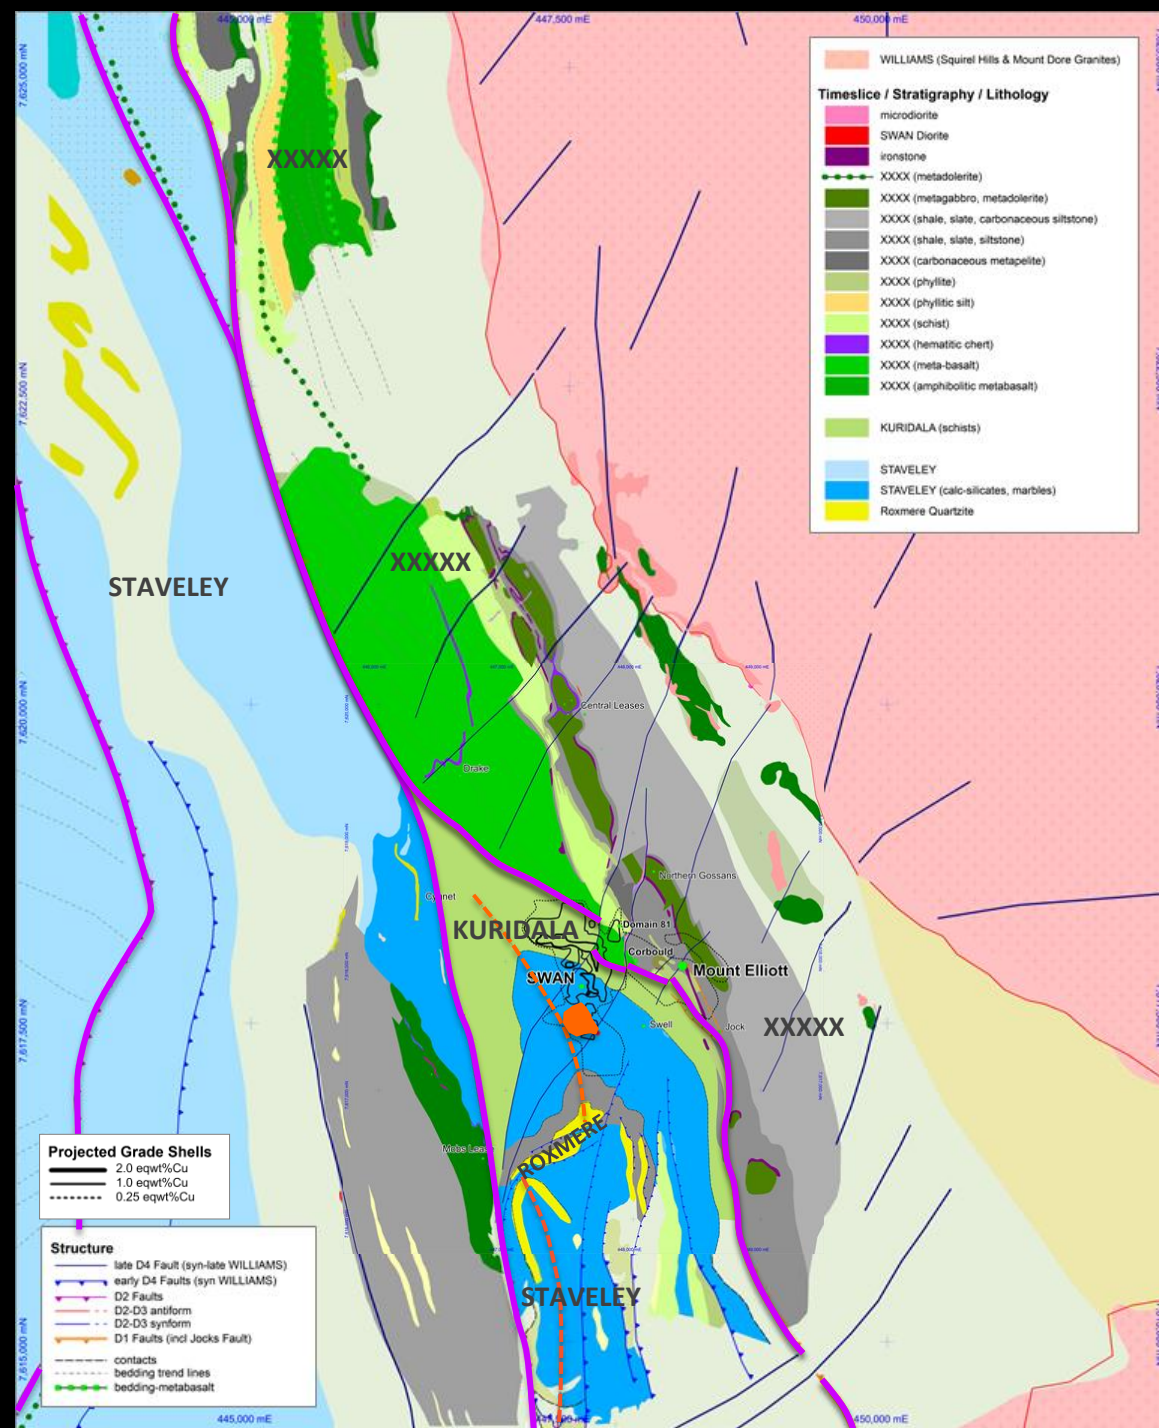 445,000 mE
447,500 mE
450,000 mE
7,625,000 mN
WILLIAMS (Squirel Hills & Mount Dore Granites)
Timeslice / Stratigraphy / Lithology
microdiorite
SWAN Diorite
ironstone
XXXX (metadolerite)
XXXX (metagabbro, metadolerite)
XXXX (shale, slate, carbonaceous siltstone)
XXXX (shale, slate, siltstone)
XXXX (carbonaceous metapelite)
XXXX (phyllite)
XXXX (phyllitic silt)
XXXX (schist)
XXXX (hematitic chert)
XXXX (meta-basalt)
XXXX (amphibolitic metabasalt)
KURIDALA (schists)
STAVELEY
STAVELEY (calc-silicates, marbles)
Roxmere Quartzite
XXXXX
7,622,500 mN
XXXXX
STAVELEY
7,620,000 mN
Central Leases
Drake
Northern Gossans
Cygnet
KURIDALA
Domain 81
Corbould
Mount Elliott
SWAN
Swell
Jock
XXXXX
7,617,500 mN
ROXMERE
Mobs Lea
STAVELEY
Projected Grade Shells
2.0 eqwt%Cu
1.0 eqwt%Cu
0.25 eqwt%Cu
Structure
late D4 Fault (syn-late WILLIAMS)
early D4 Faults (syn WILLIAMS)
D2 Faults
D2-D3 antiform
D2-D3 synform
D1 Faults (incl Jocks Fault)
contacts
bedding trend lines
bedding-metabasalt
7,615,000 mN
445,000 mE
450,000 mE